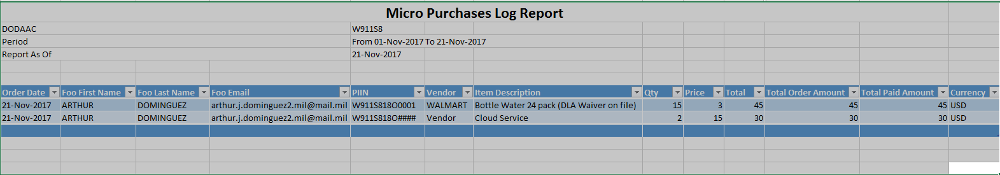 Micro Purchases Log Report
DODAAC W911S8
Period From 01-Nov-2017 To 21-Nov-2017
Report As Of 21-Nov-2017
Order Date Foo First Name Foo Last Name Foo Email PIIN Vendor Item Description Qty Price Total Total Order Amount Total Paid Amount Currency
21-Nov-2017 ARTHUR DOMINGUEZ arthur.j.dominguez2.mil@mail.mil W911S818O0001 WALMART Bottle Water 24 pack (DLA Waiver on file) 15 3 45 45 45 USD
21-Nov-2017 ARTHUR DOMINGUEZ arthur.j.dominguez2.mil@mail.mil W911S818O#### Vendor Cloud Service 2 15 30 30 30 USD